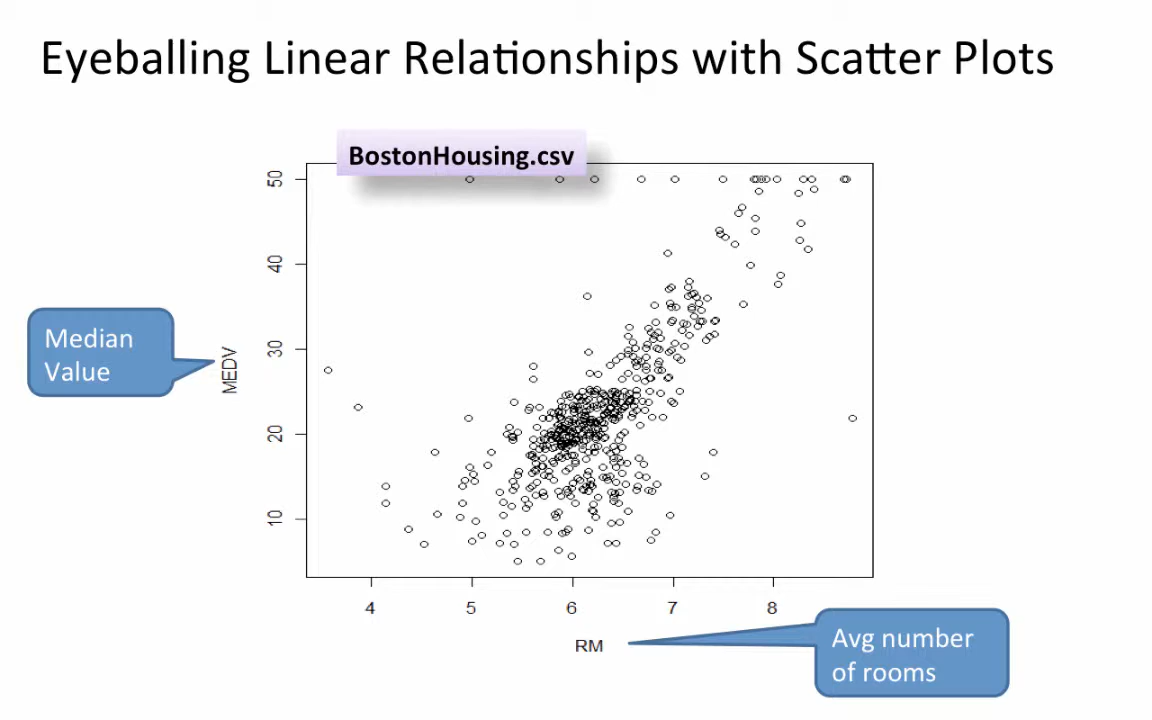 Eyeballing Linear Relationships with Scatter Plots
BostonHousing.csv
50
40
30
20
10
MEDV
Median
Value
4 5 6 7 8
RM
Avg number
of rooms